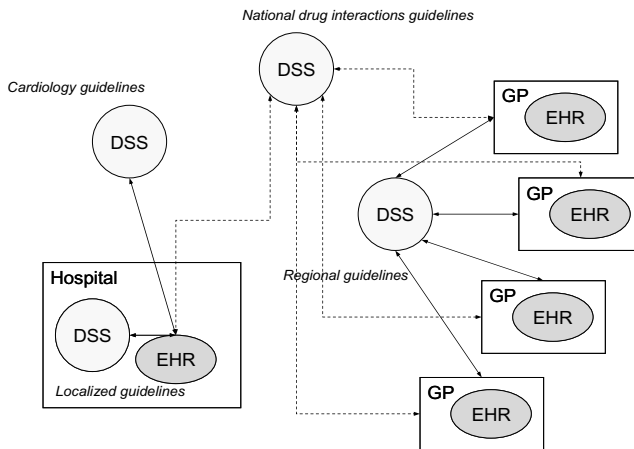 National drug interactions guidelines
DSS
Cardiology guidelines
DSS
GP
EHR
GP
EHR
DSS
Regional guidelines
Hospital
DSS
EHR
Localized guidelines
GP
EHR
GP
EHR